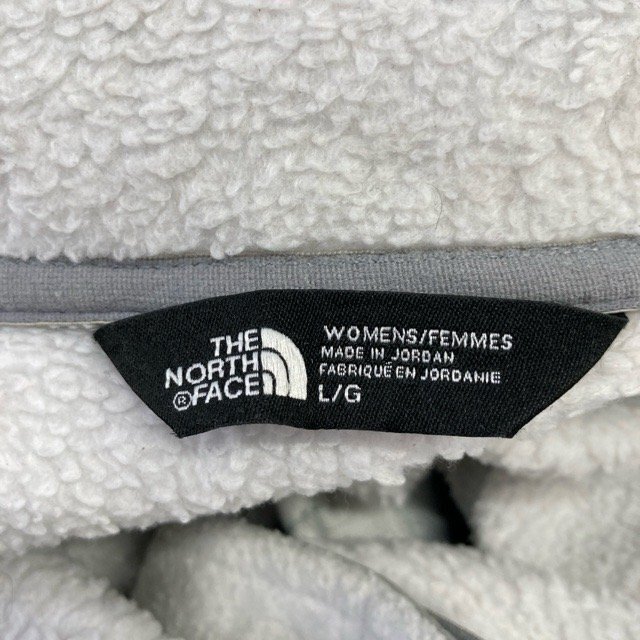 THE
NORTH
®FACE
WOMENS/FEMMES
MADE IN JORDAN
FABRIQUÉ EN JORDANIE
L/G